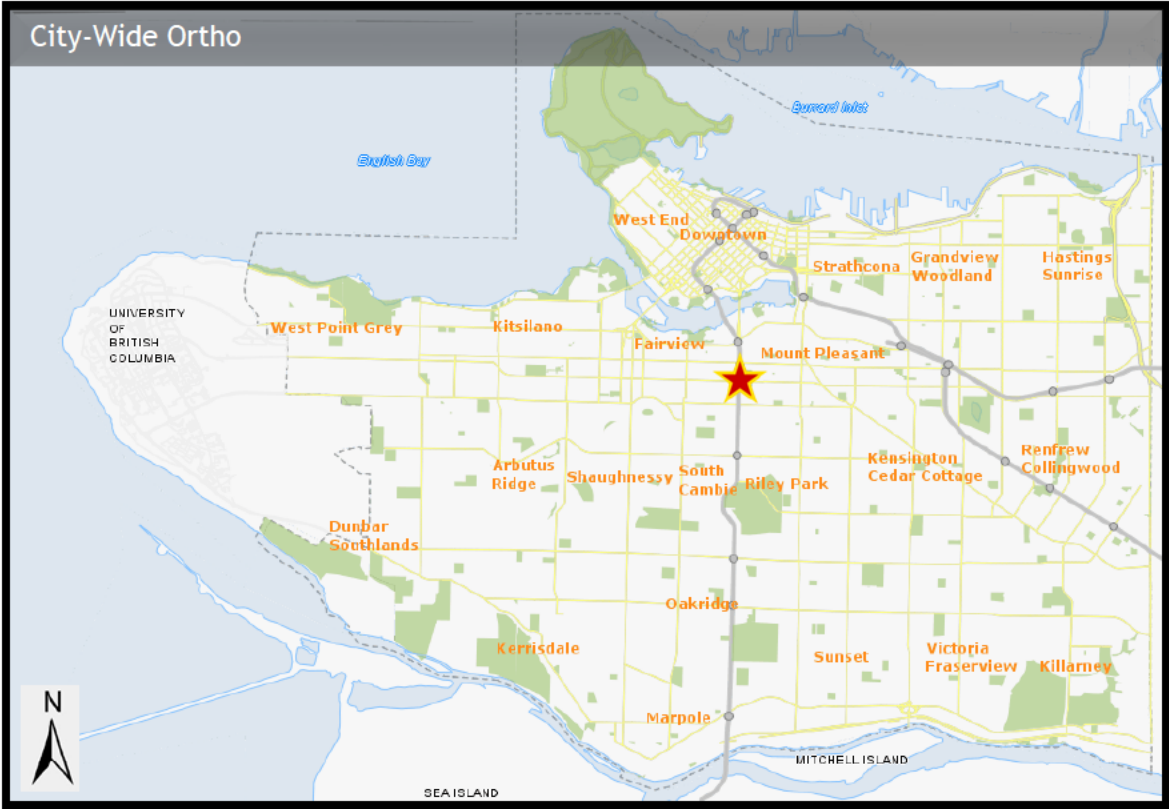 City-Wide Ortho
Burrard Inlet
English Bay
West End
Downtown
Strathcona
Grandview
Woodland
Hastings
Sunrise
UNIVERSITY
OF
BRITISH
COLUMBIA
West Point Grey
Kitsilano
Fairview
Mount Pleasant
Arbutus
Ridge
Shaughnessy
South
Cambie
Riley Park
Kensington
Cedar Cottage
Renfrew
Collingwood
Dunbar
Southlands
Oakridge
Kerrisdale
Sunset
Victoria
Fraserview
Killarney
N
Marpole
MITCHELL ISLAND
SEA ISLAND